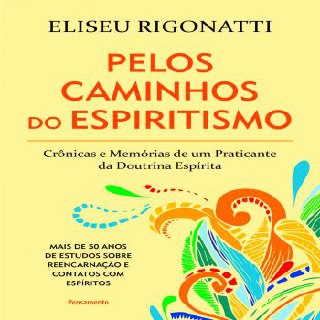 ELISEU RIGONATTI
PELOS
CAMINHOS
DO ESPIRITISMO
Crônicas e Memórias de um Praticante
da Doutrina Espírita
MAIS DE 50 ANOS
DE ESTUDOS SOBRE
REENCARNAÇÃO E
CONTATOS COM
ESPÍRITOS
Pensamento